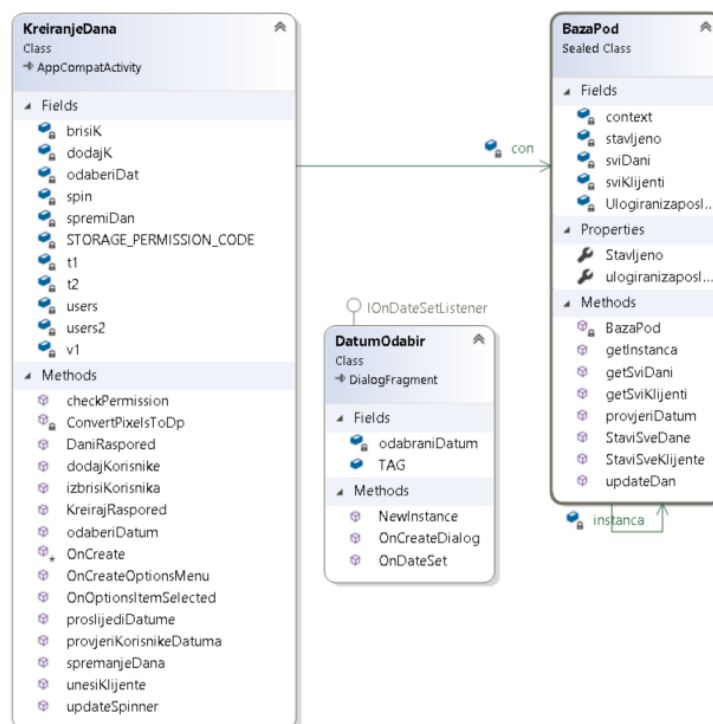 KreiranjeDana
Class
AppCompatActivity
Fields
brisiK
dodajK
odaberiDat
spin
spremiDan
STORAGE_PERMISSION_CODE
t1
t2
users
users2
v1
Methods
checkPermission
ConvertPixelsToDp
DaniRaspored
dodajKorisnike
izbrisiKorisnika
KreirajRaspored
odaberiDatum
OnCreate
OnCreateOptionsMenu
OnOptionsItemSelected
proslijediDatume
provjeriKorisnikeDatuma
spremanjeDana
unesiKlijente
updateSpinner
con
IOnDateSetListener
DatumOdabir
Class
DialogFragment
Fields
odabraniDatum
TAG
Methods
NewInstance
OnCreateDialog
OnDateSet
BazaPod
Sealed Class
Fields
context
stavljeno
sviDani
sviKlijenti
Ulogiranizaposl...
Properties
Stavljeno
ulogiranizaposl...
Methods
BazaPod
getInstanca
getSviDani
getSviKlijenti
provjeriDatum
StaviSveDane
StaviSveKlijente
updateDan
instanca